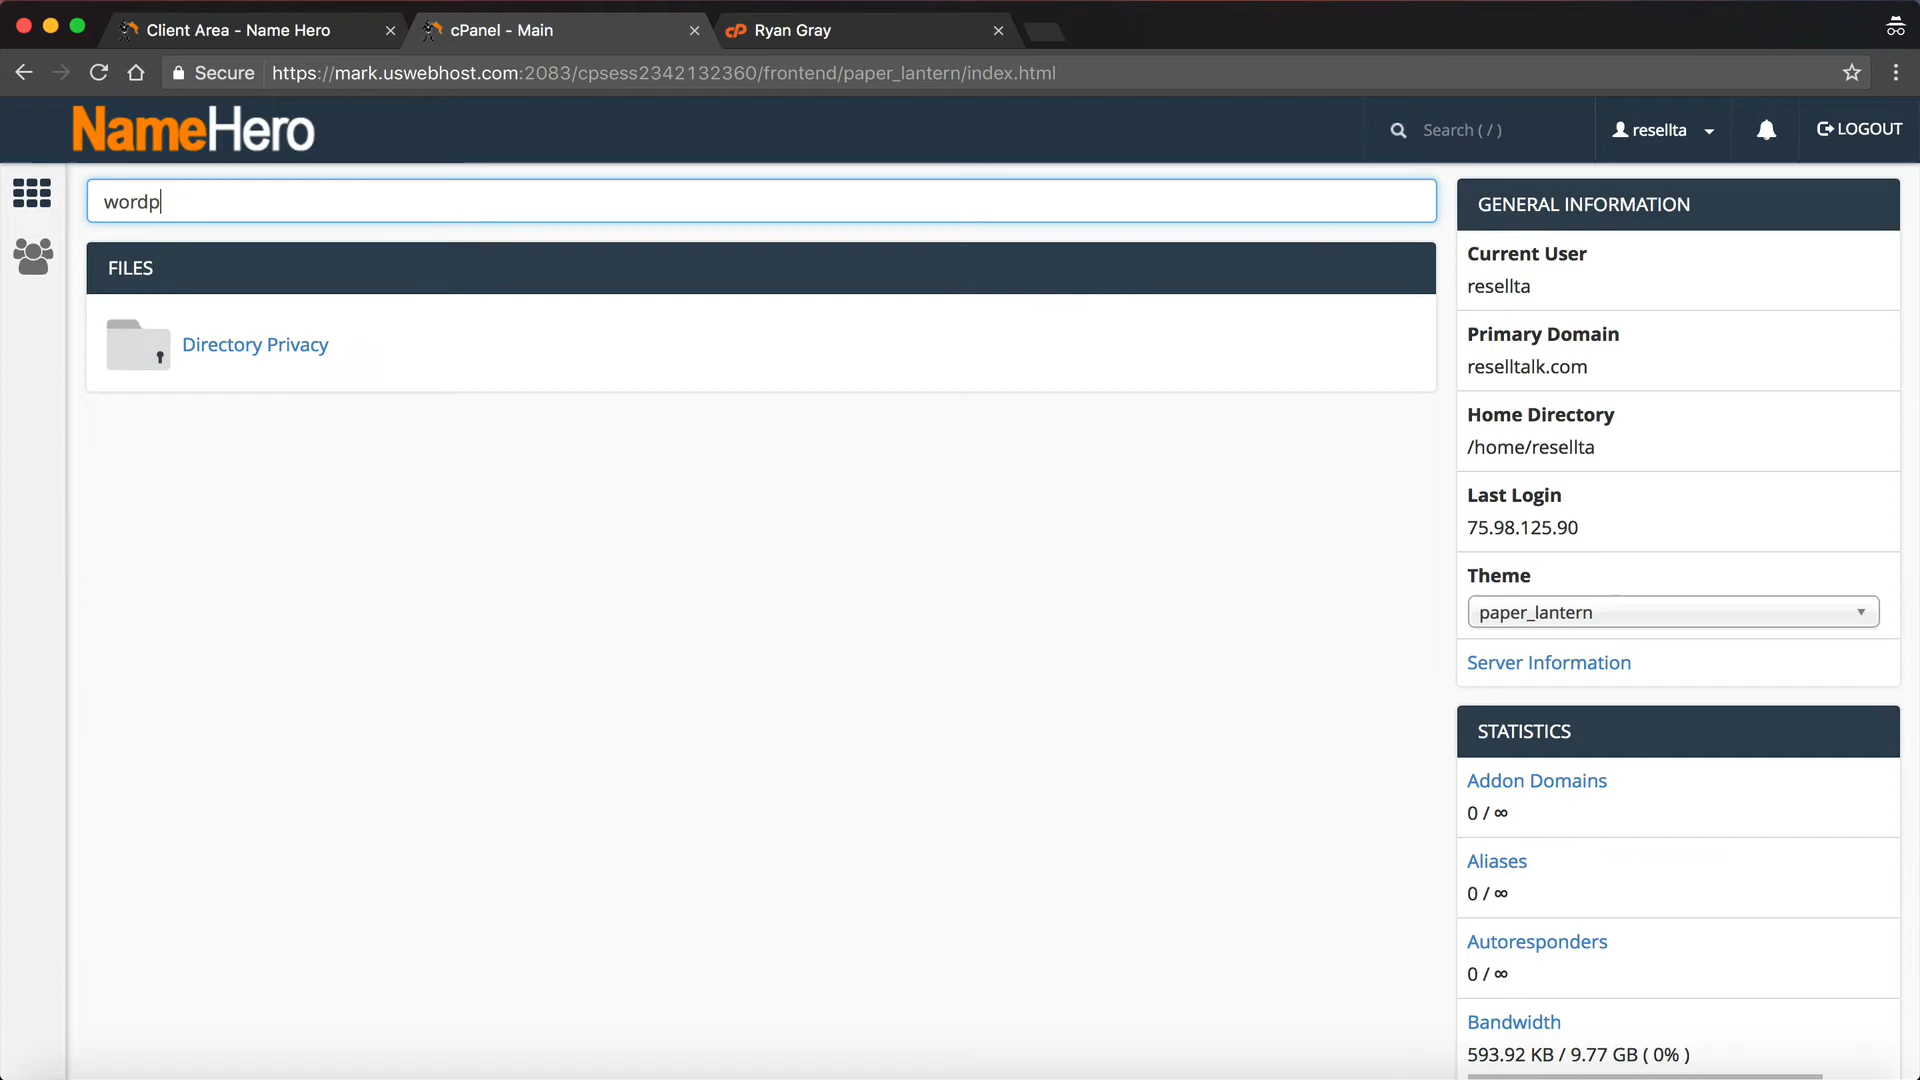 Client Area - Name Hero
cPanel - Main
Ryan Gray
Secure
https://mark.uswebhost.com:2083/cpsess2342132360/frontend/paper_lantern/index.html
NameHero
Search ( / )
resellta
LOGOUT
wordp
FILES
Directory Privacy
GENERAL INFORMATION
Current User
resellta
Primary Domain
reselltalk.com
Home Directory
/home/resellta
Last Login
75.98.125.90
Theme
paper_lantern
Server Information
STATISTICS
Addon Domains
0 / ∞
Aliases
0 / ∞
Autoresponders
0 / ∞
Bandwidth
593.92 KB / 9.77 GB ( 0% )